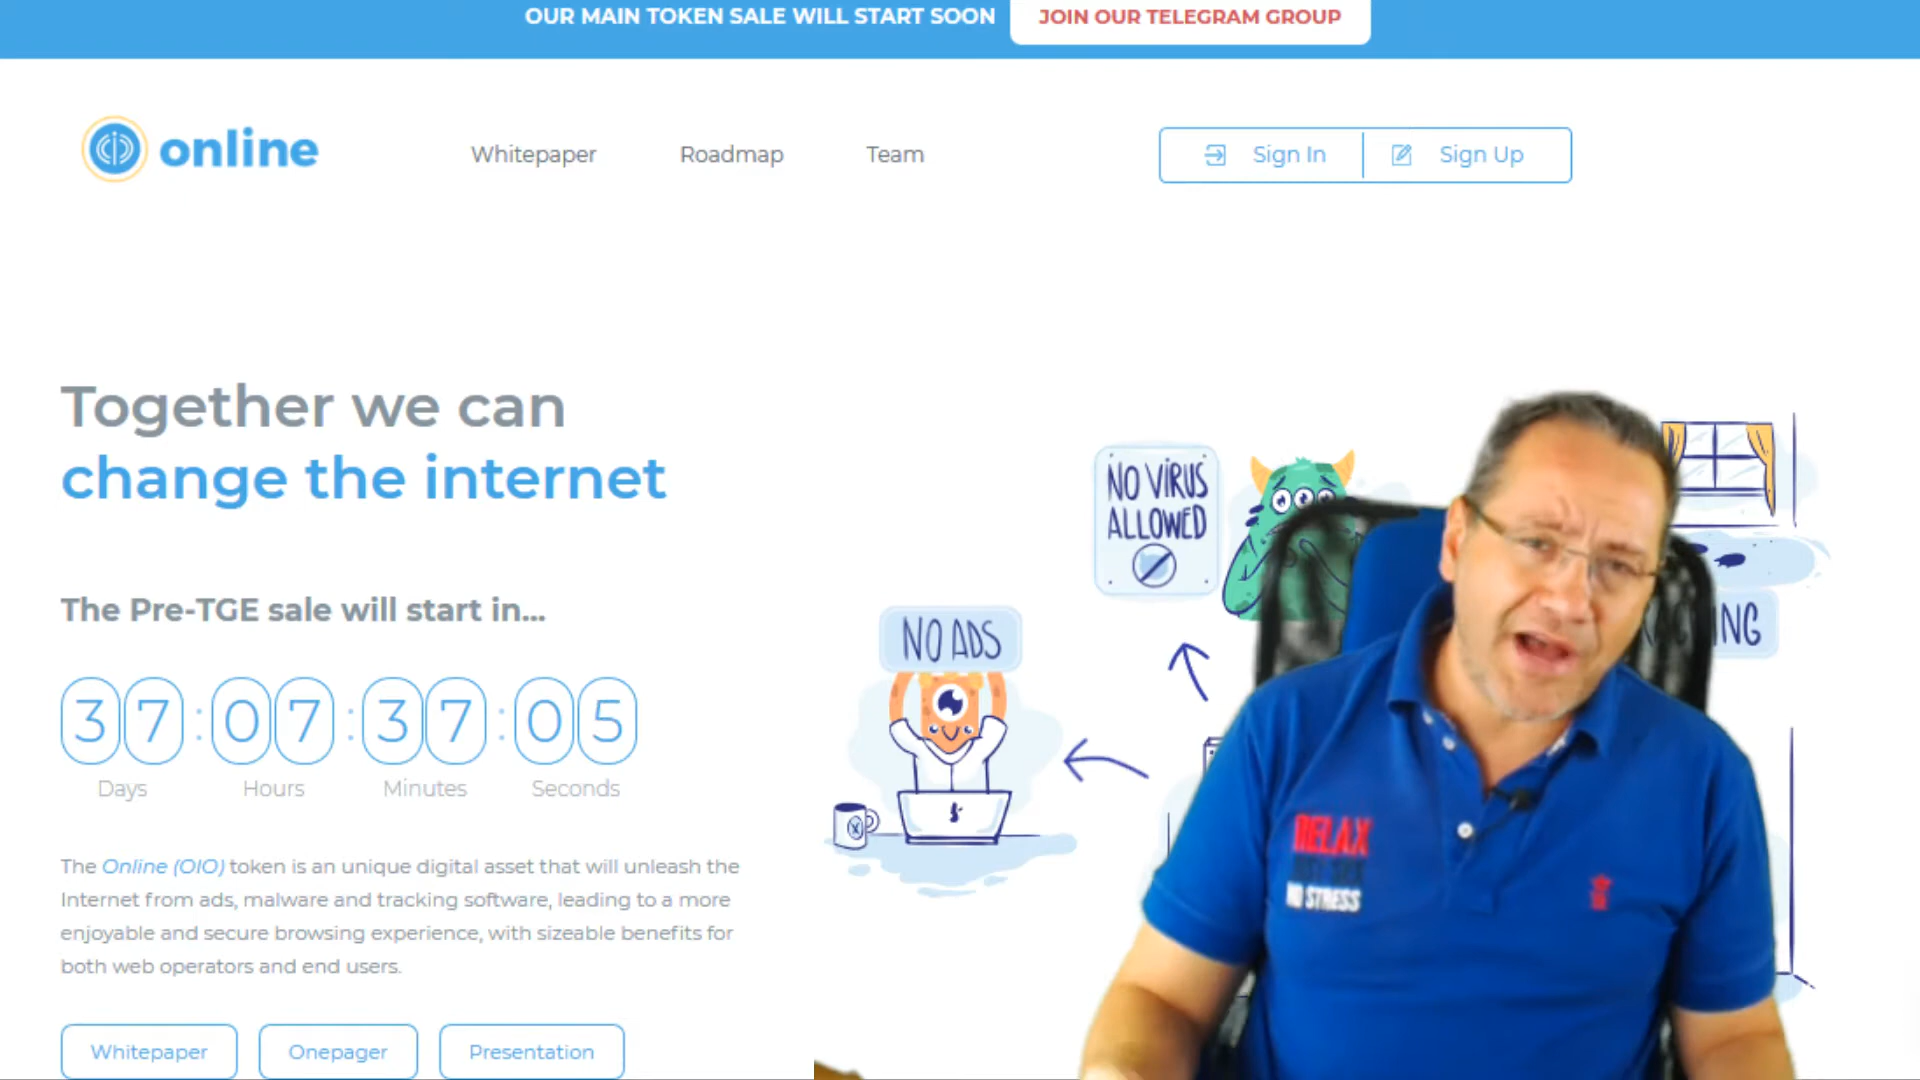 OUR MAIN TOKEN SALE WILL START SOON
JOIN OUR TELEGRAM GROUP
online
Whitepaper
Roadmap
Team
Sign In
Sign Up
Together we can
change the internet
The Pre-TGE sale will start in...
37:07:37:05
Days
Hours
Minutes
Seconds
The Online (OIO) token is an unique digital asset that will unleash the
Internet from ads, malware and tracking software, leading to a more
enjoyable and secure browsing experience, with sizeable benefits for
both web operators and end users.
Whitepaper
Onepager
Presentation
NO VIRUS
ALLOWED
NO ADS
RELAX
NO STRESS